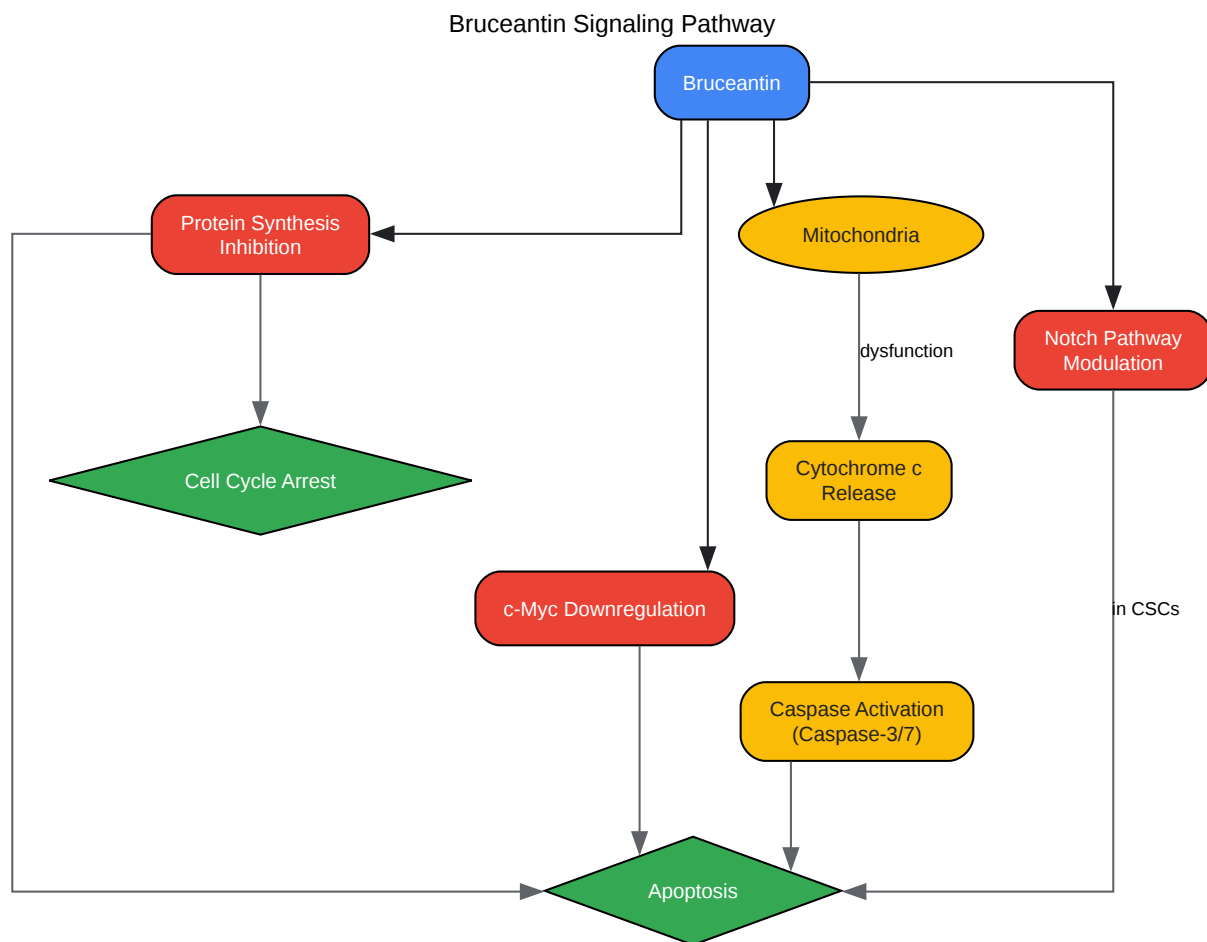 Bruceantin Signaling Pathway
Bruceantin
Protein Synthesis
Inhibition
Mitochondria
Notch Pathway
Modulation
dysfunction
Cell Cycle Arrest
Cytochrome c
Release
c-Myc Downregulation
in CSCs
Caspase Activation
(Caspase-3/7)
Apoptosis